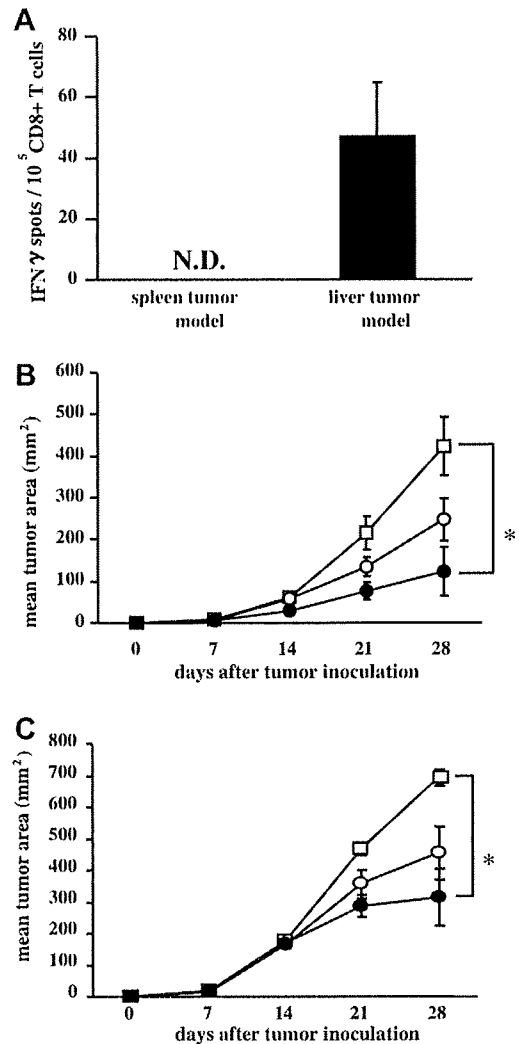 A
IFNγ spots / 10⁵ CD8+ T cells
80
60
40
20
0
N.D.
spleen tumor model
liver tumor model
B
mean tumor area (mm²)
600
500
400
300
200
100
0
*
0 7 14 21 28
days after tumor inoculation
C
mean tumor area (mm²)
800
700
600
500
400
300
200
100
0
*
0 7 14 21 28
days after tumor inoculation